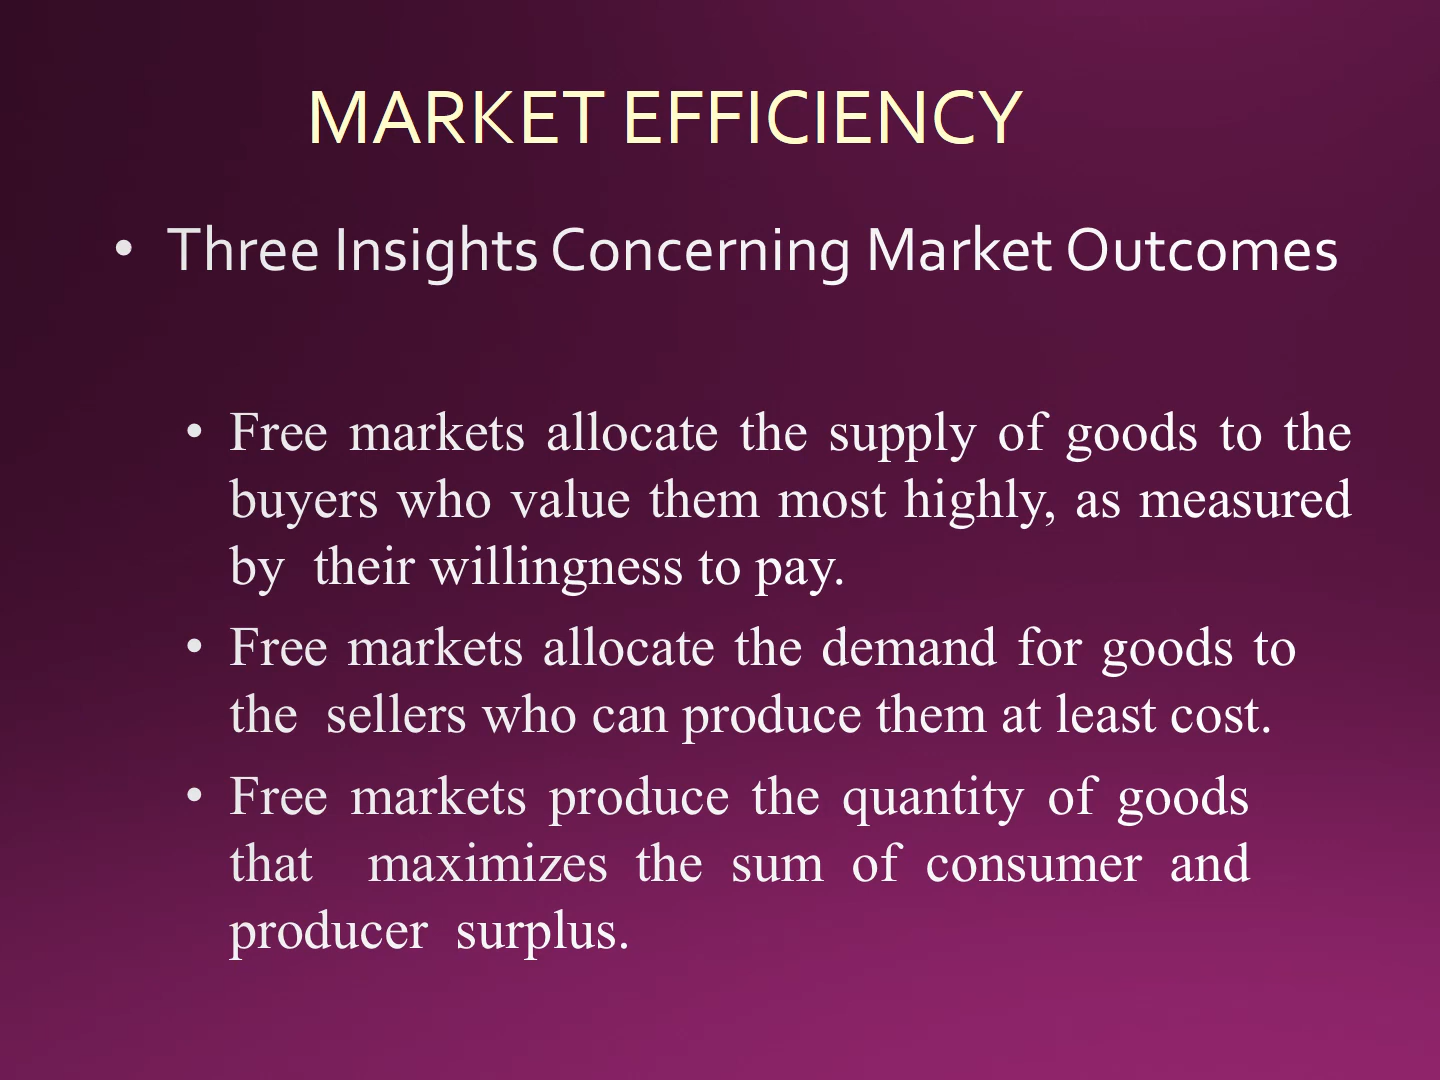 MARKET EFFICIENCY
• Three Insights Concerning Market Outcomes
• Free markets allocate the supply of goods to the
buyers who value them most highly, as measured
by their willingness to pay.
• Free markets allocate the demand for goods to
the sellers who can produce them at least cost.
• Free markets produce the quantity of goods
that maximizes the sum of consumer and
producer surplus.